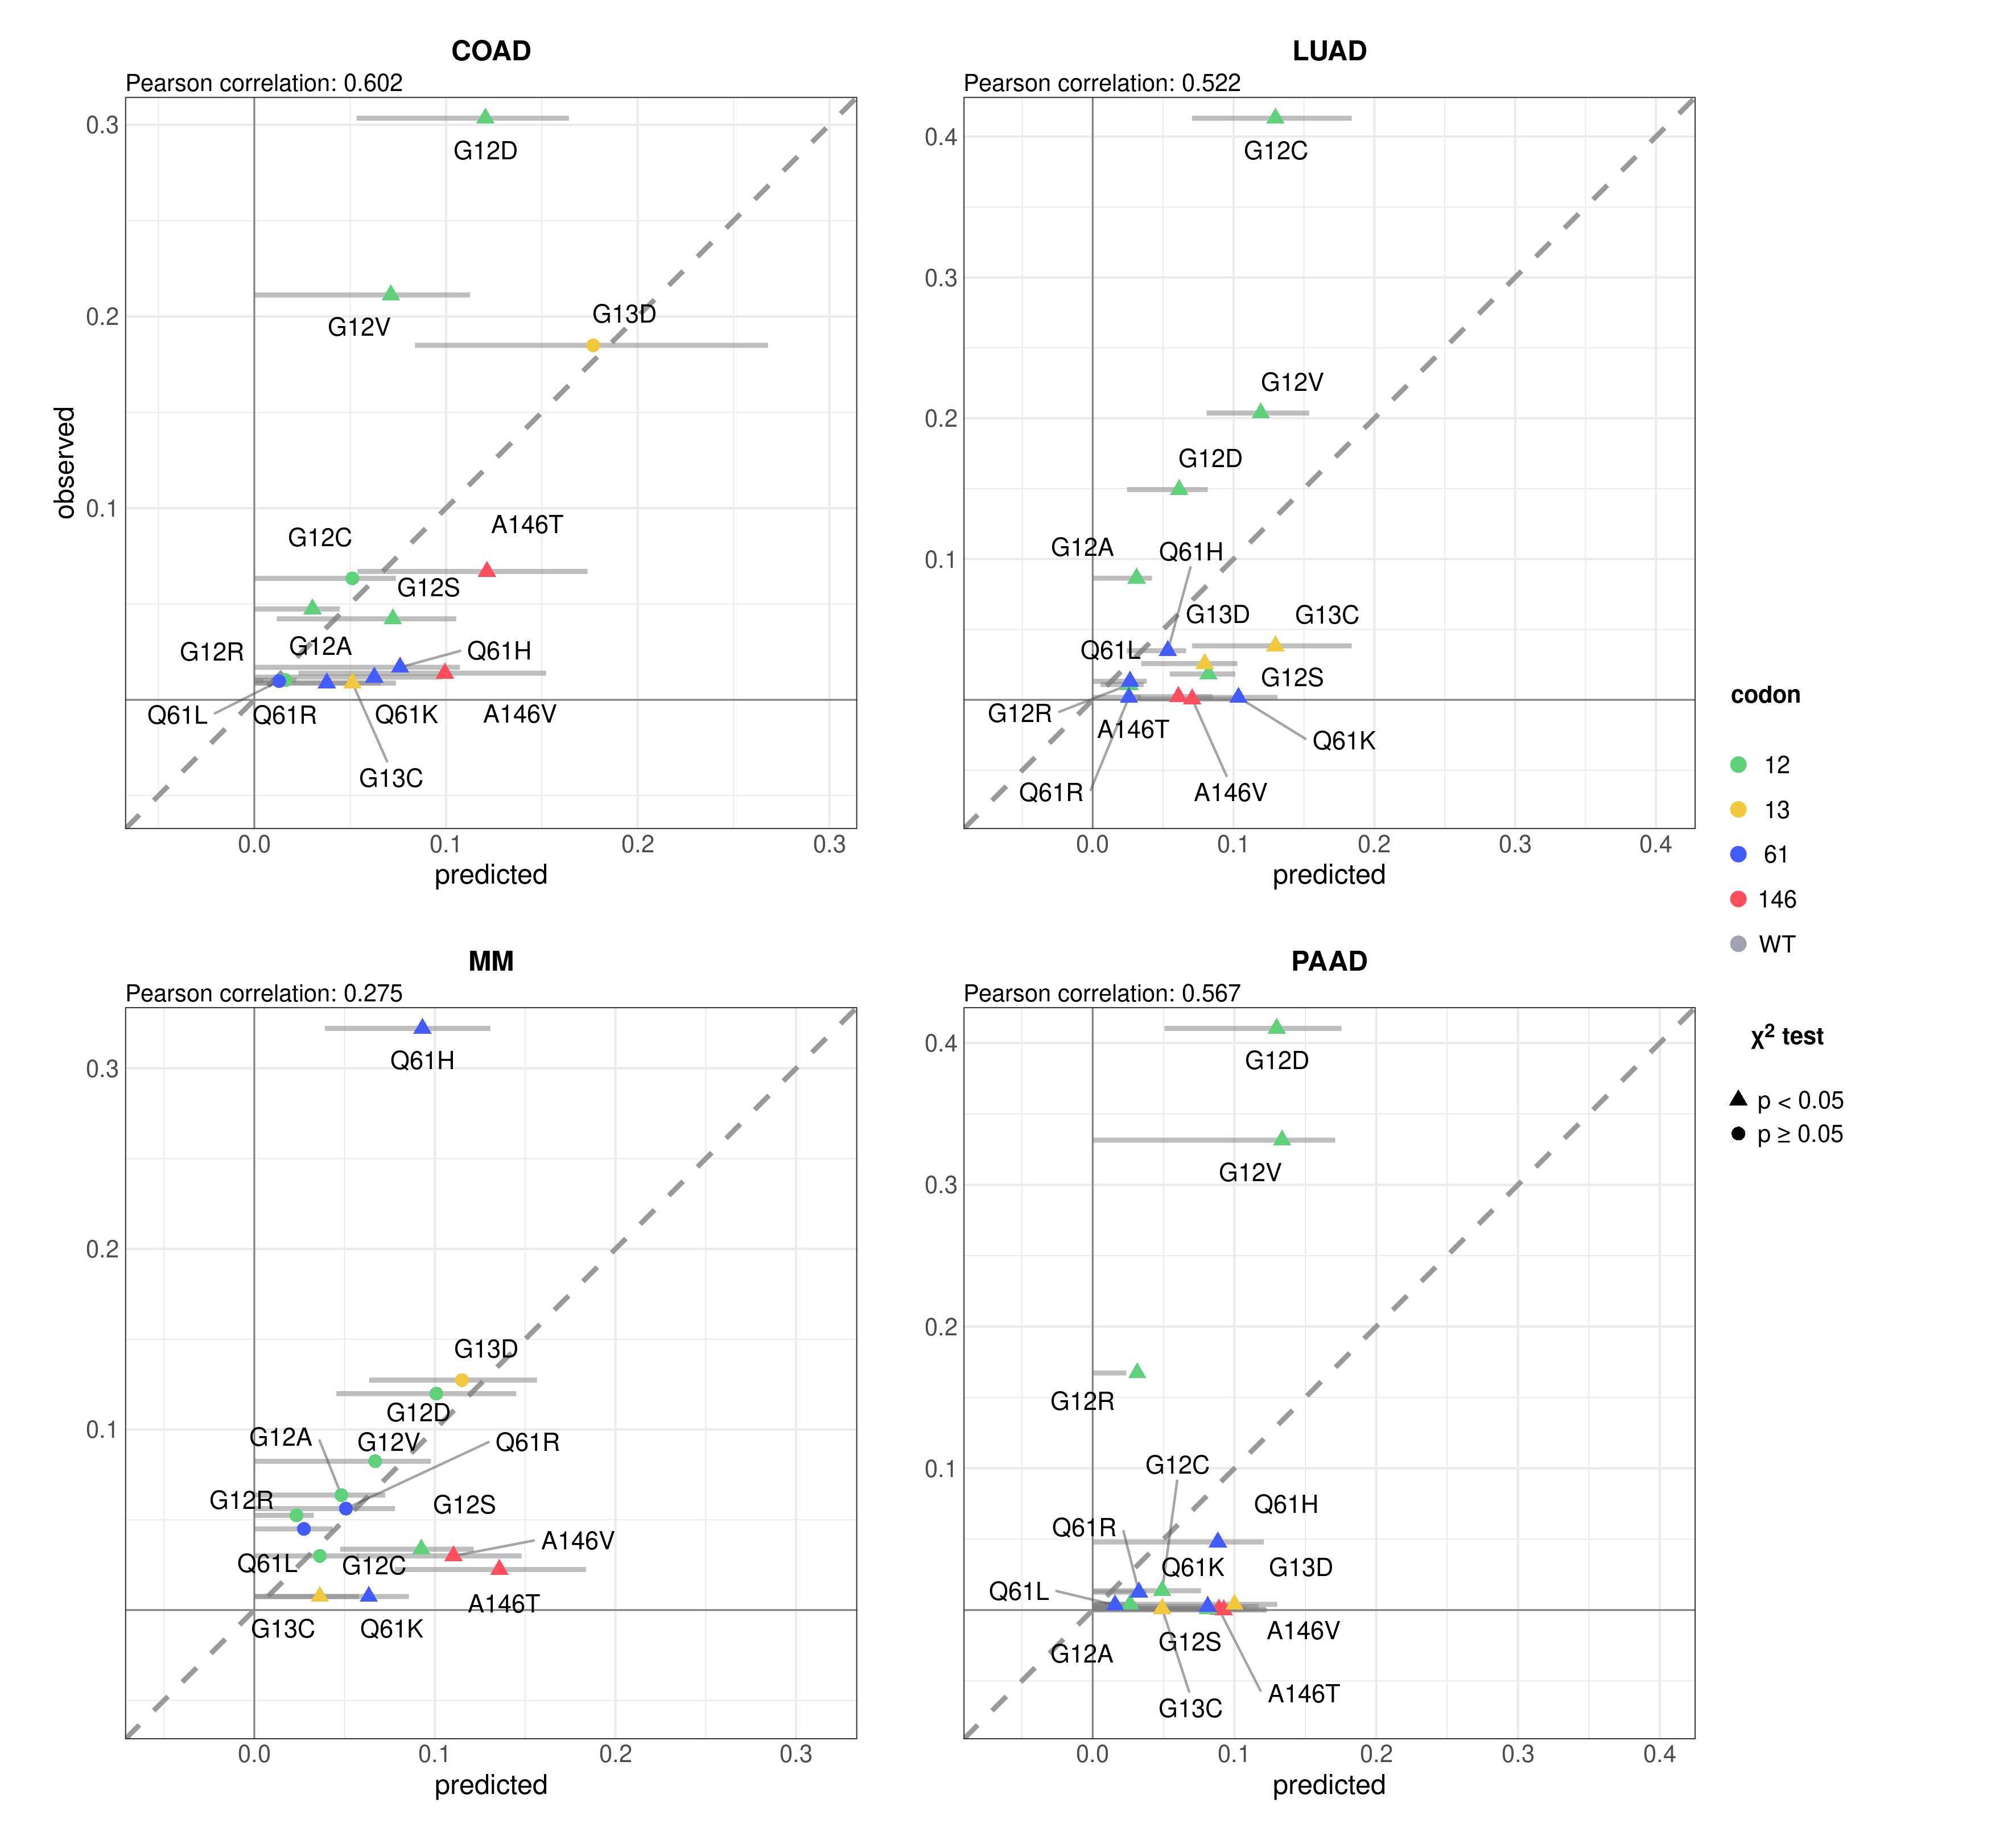 COAD
Pearson correlation: 0.602
observed
0.3
0.2
0.1
G12D
G12V
G13D
G12C
A146T
G12S
G12R
G12A
Q61H
Q61L
Q61R
Q61K
A146V
G13C
0.0
0.1
0.2
0.3
predicted
LUAD
Pearson correlation: 0.522
0.4
0.3
0.2
0.1
G12C
G12V
G12D
G12A
Q61H
G13D
G13C
Q61L
G12S
G12R
A146T
Q61K
Q61R
A146V
0.0
0.1
0.2
0.3
0.4
predicted
codon
12
13
61
146
WT
χ² test
p < 0.05
p ≥ 0.05
MM
Pearson correlation: 0.275
0.3
0.2
0.1
Q61H
G13D
G12D
G12A
G12V
Q61R
G12R
G12S
A146V
Q61L
G12C
A146T
G13C
Q61K
0.0
0.1
0.2
0.3
predicted
PAAD
Pearson correlation: 0.567
0.4
0.3
0.2
0.1
G12D
G12V
G12R
G12C
Q61H
Q61R
Q61K
G13D
Q61L
A146V
G12S
G12A
A146T
G13C
0.0
0.1
0.2
0.3
0.4
predicted